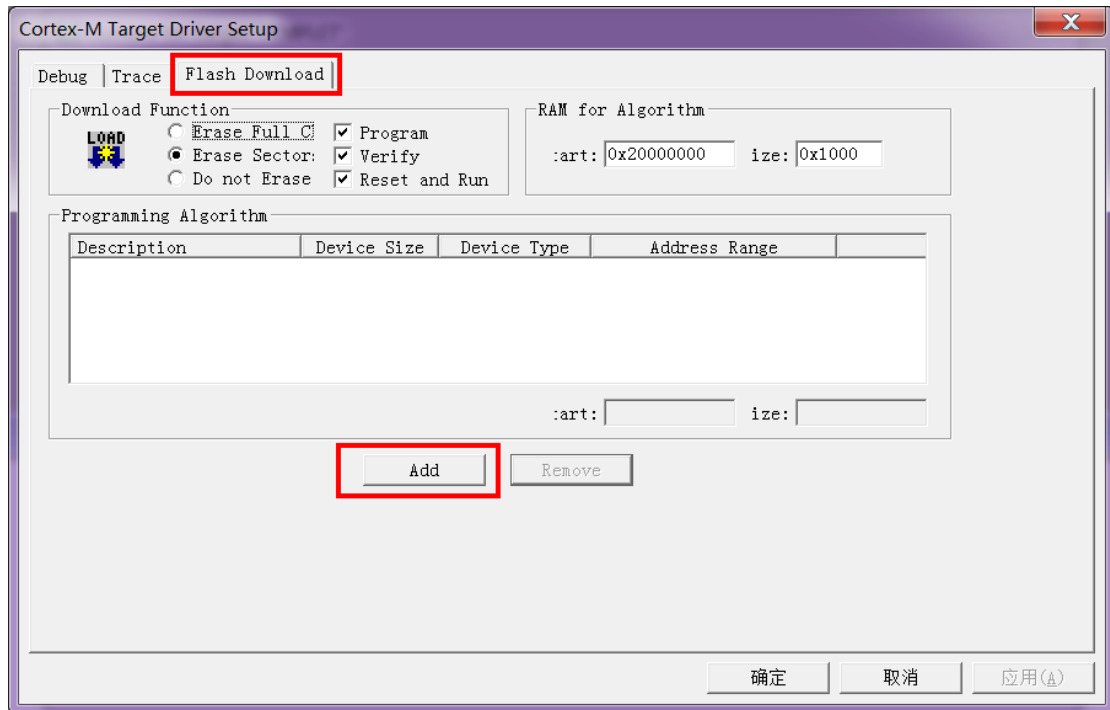 Cortex-M Target Driver Setup
Debug Trace Flash Download
Download Function
LOAD
Erase Full C
Program
Erase Sector:
Verify
Do not Erase
Reset and Run
RAM for Algorithm
:art: 0x20000000 ize: 0x1000
Programming Algorithm
Description Device Size Device Type Address Range
:art: ize:
Add Remove
确定 取消 应用(A)